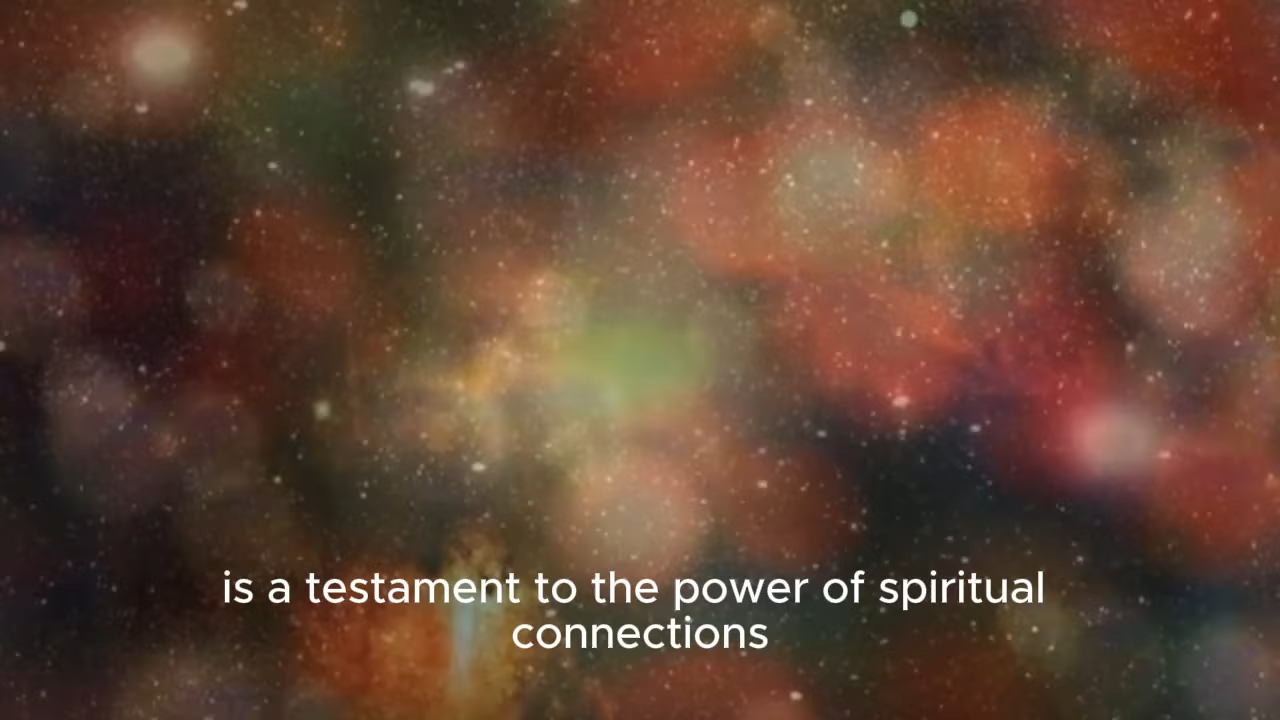 is a testament to the power of spiritual
connections